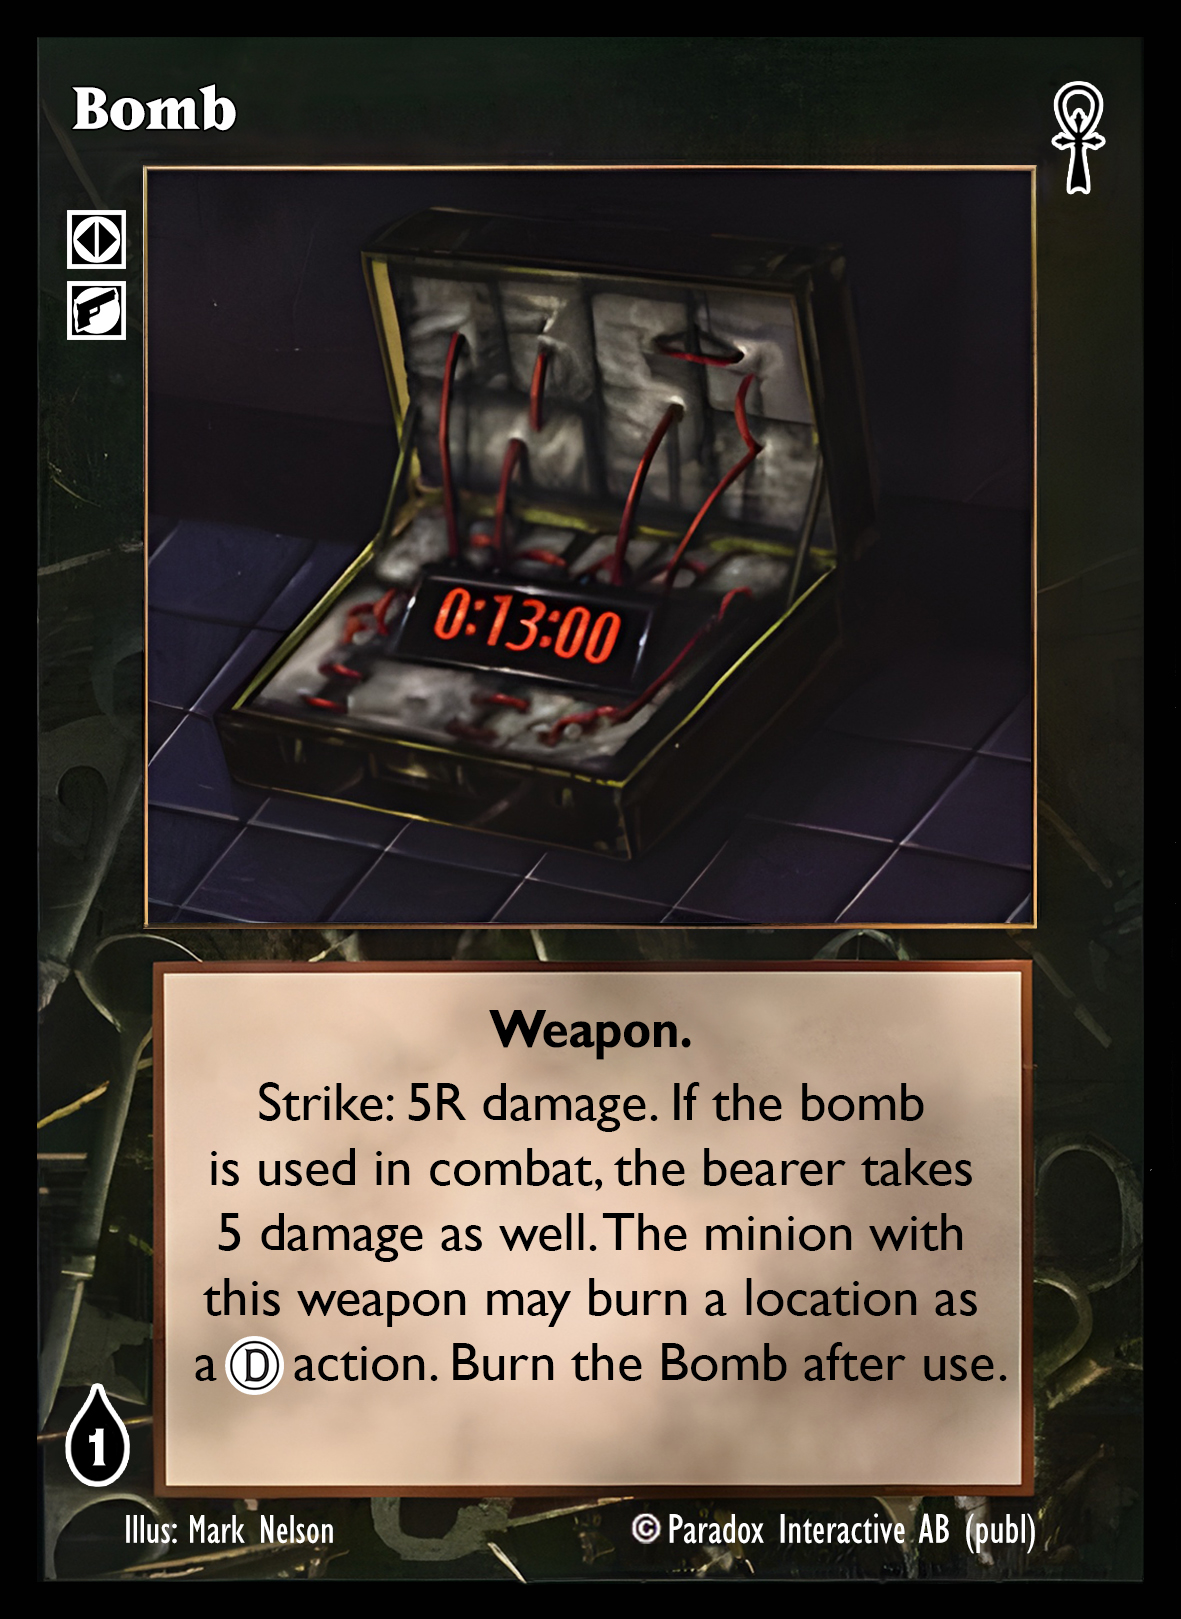 Bomb
0:13:00
Weapon.
Strike: 5R damage. If the bomb
is used in combat, the bearer takes
5 damage as well. The minion with
this weapon may burn a location as
a Ⓓ action. Burn the Bomb after use.
1
Illus: Mark Nelson
© Paradox Interactive AB (publ)